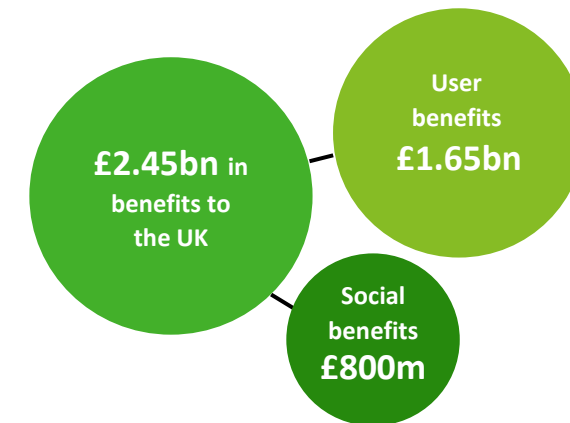 £2.45bn in
benefits to
the UK
User
benefits
£1.65bn
Social
benefits
£800m